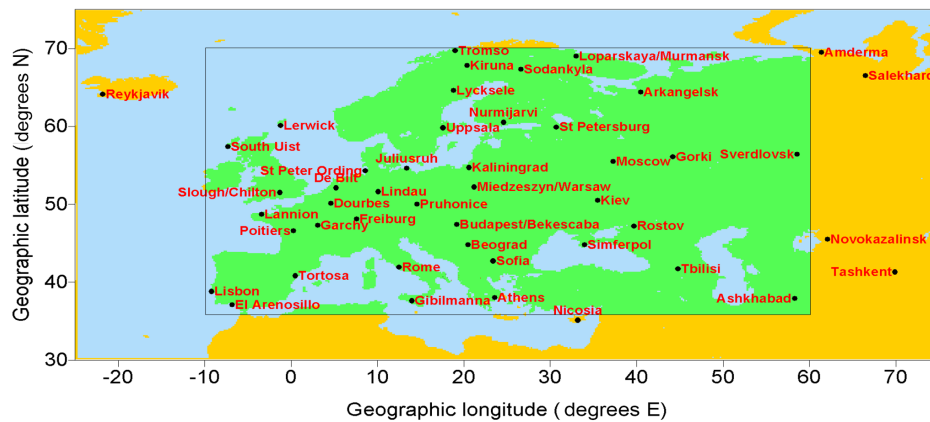 Geographic latitude (degrees N)
70
60
50
40
30
Tromso
Loparskaya/Murmansk
Amderma
Kiruna
Sodankyla
Salekhard
Reykjavik
Lycksele
Arkangelsk
Nurmijarvi
Lerwick
Uppsala
St Petersburg
South Uist
Juliusruh
Moscow
Gorki
Sverdlovsk
St Peter Ording
Kaliningrad
De Bilt
Slough/Chilton
Lindau
Miedzeszyn/Warsaw
Dourbes
Pruhonice
Kiev
Lannion
Freiburg
Poitiers
Garchy
Budapest/Bekescaba
Rostov
Beograd
Simferpol
Novokazalinsk
Sofia
Tortosa
Rome
Tbilisi
Tashkent
Lisbon
El Arenosillo
Gibilmanna
Athens
Ashkhabad
Nicosia
-20
-10
0
10
20
30
40
50
60
70
Geographic longitude ( degrees E)